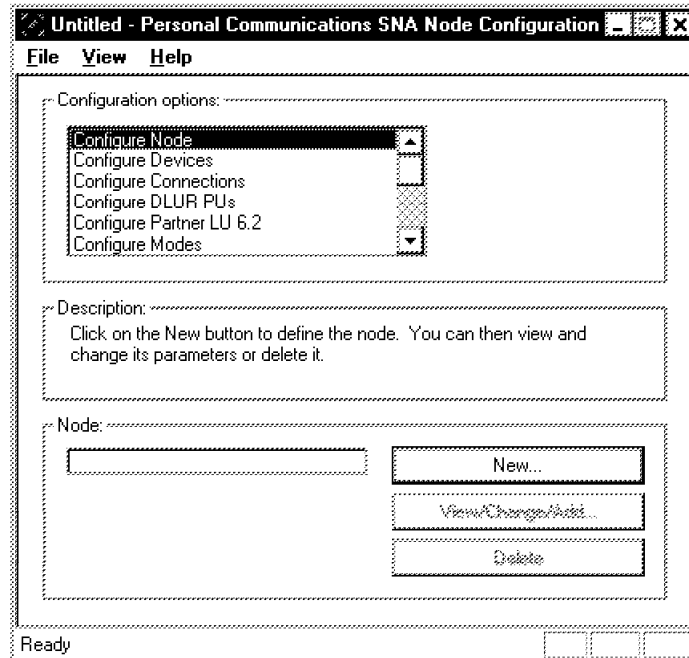 Untitled - Personal Communications SNA Node Configuration
File View Help
Configuration options:
Configure Node
Configure Devices
Configure Connections
Configure DLUR PUs
Configure Partner LU 6.2
Configure Modes
Description:
Click on the New button to define the node. You can then view and
change its parameters or delete it.
Node:
New...
View/Change/Add...
Delete
Ready